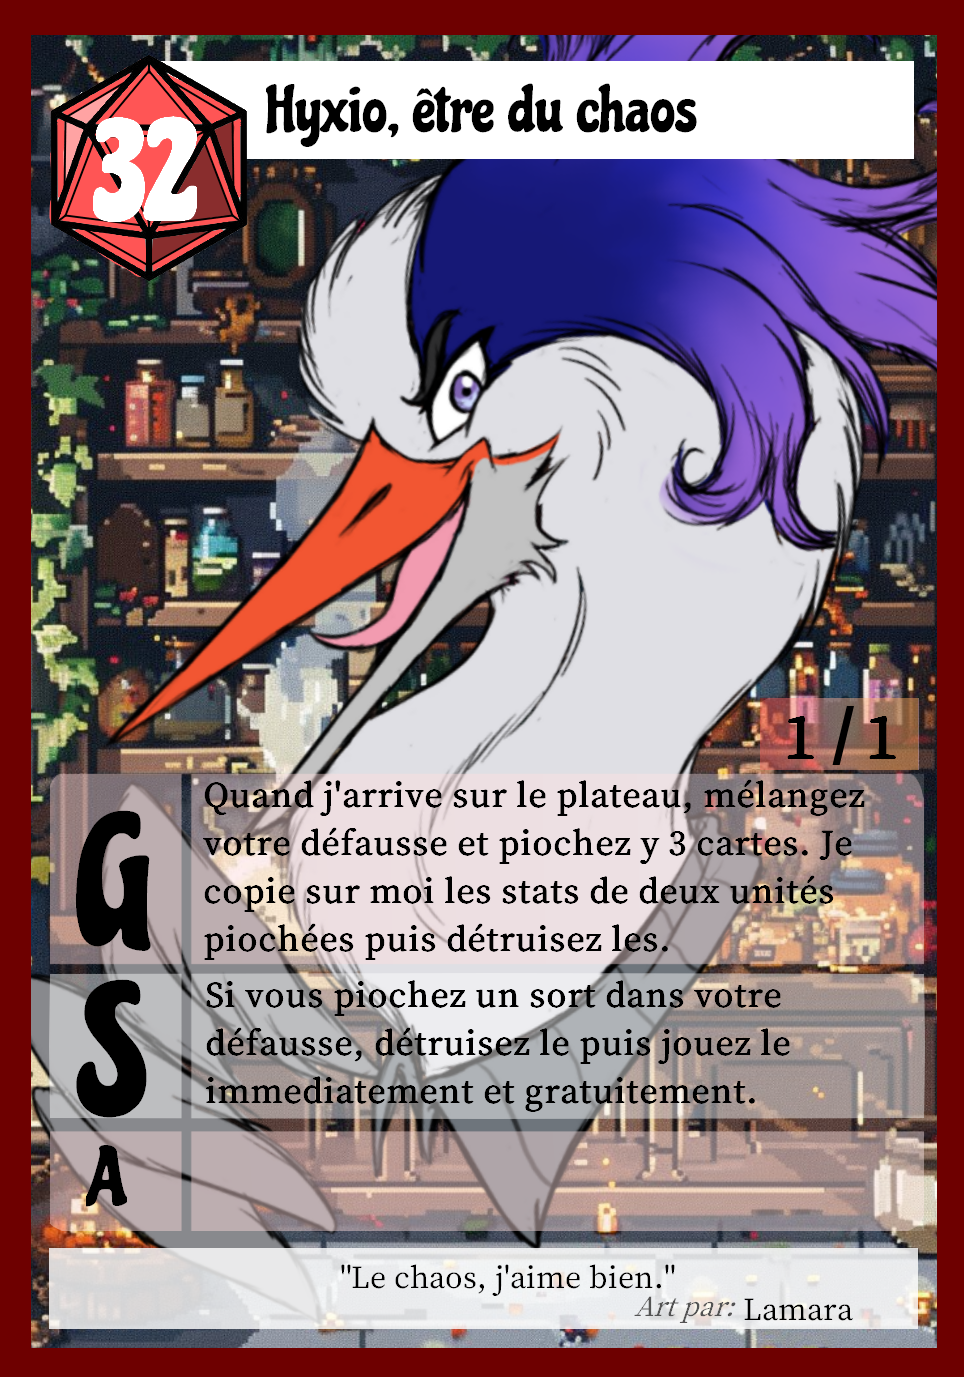 32
Hyxio, être du chaos
1/1
G
Quand j'arrive sur le plateau, mélangez
votre défausse et piochez y 3 cartes. Je
copie sur moi les stats de deux unités
piochées puis détruisez les.
S
Si vous piochez un sort dans votre
défausse, détruisez le puis jouez le
immediatement et gratuitement.
A
"Le chaos, j'aime bien."
Art par: Lamara